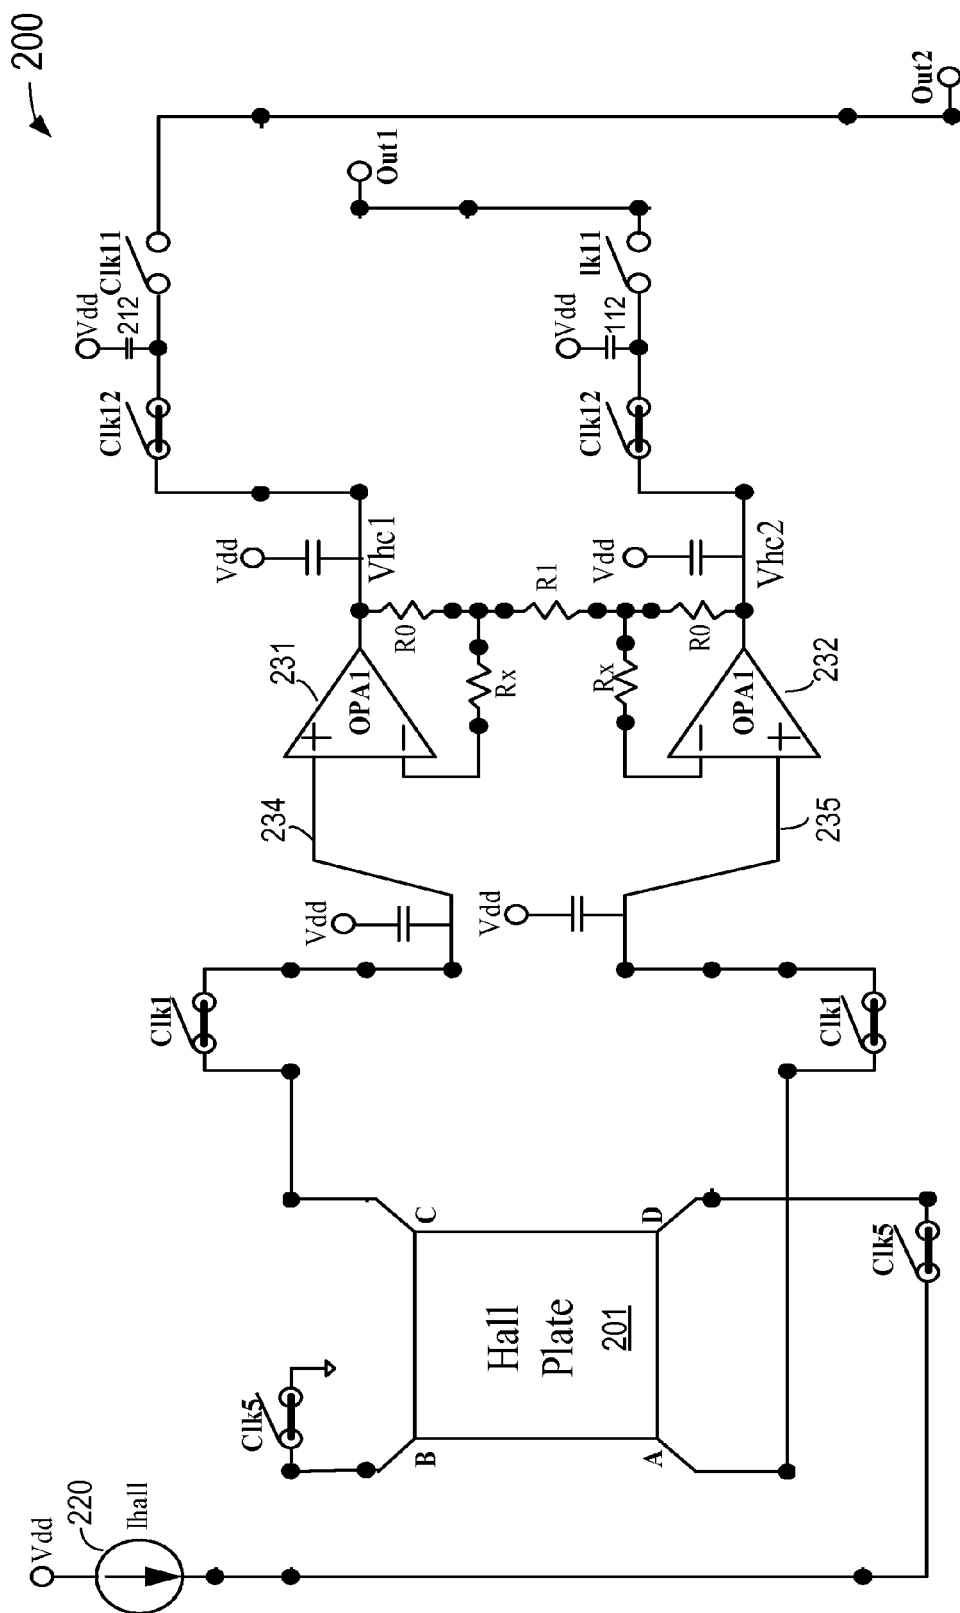 200
Out2
Out1
Clk11
Vdd
212
Clk12
lk11
Vdd
112
Clk12
Vdd
Vhc1
Vdd
Vhc2
R0
R1
R0
Rx
Rx
231
OPA1
+
−
232
OPA1
−
+
234
235
Vdd
Vdd
Clk1
Clk1
C
D
B
A
Hall
Plate
201
Clk5
Clk5
Vdd
220
Ihall